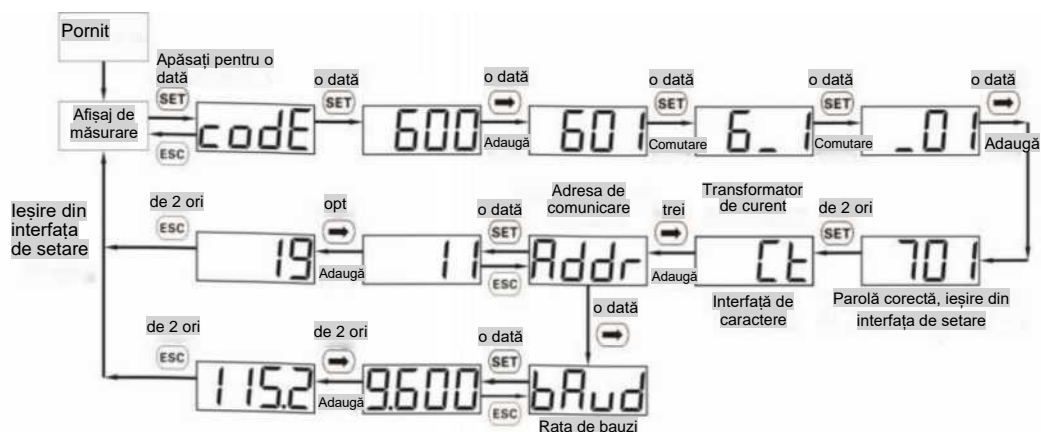 Pornit
Apăsați pentru o
dată
SET
Afișaj de
măsurare
ESC
codE
o dată
SET
600
o dată
Adaugă
601
o dată
SET
Comutare
6_1
o dată
SET
Comutare
_01
o dată
Adaugă
Ieșire din
interfața
de setare
de 2 ori
ESC
19
opt
Adaugă
11
o dată
SET
ESC
Adresa de
comunicare
Addr
trei
Adaugă
Transformator
de curent
Ct
Interfață de
caractere
de 2 ori
SET
701
Parolă corectă, ieșire din
interfața de setare
o dată
de 2 ori
ESC
115.2
de 2 ori
Adaugă
9.600
o dată
SET
ESC
bAud
Rata de bauzi